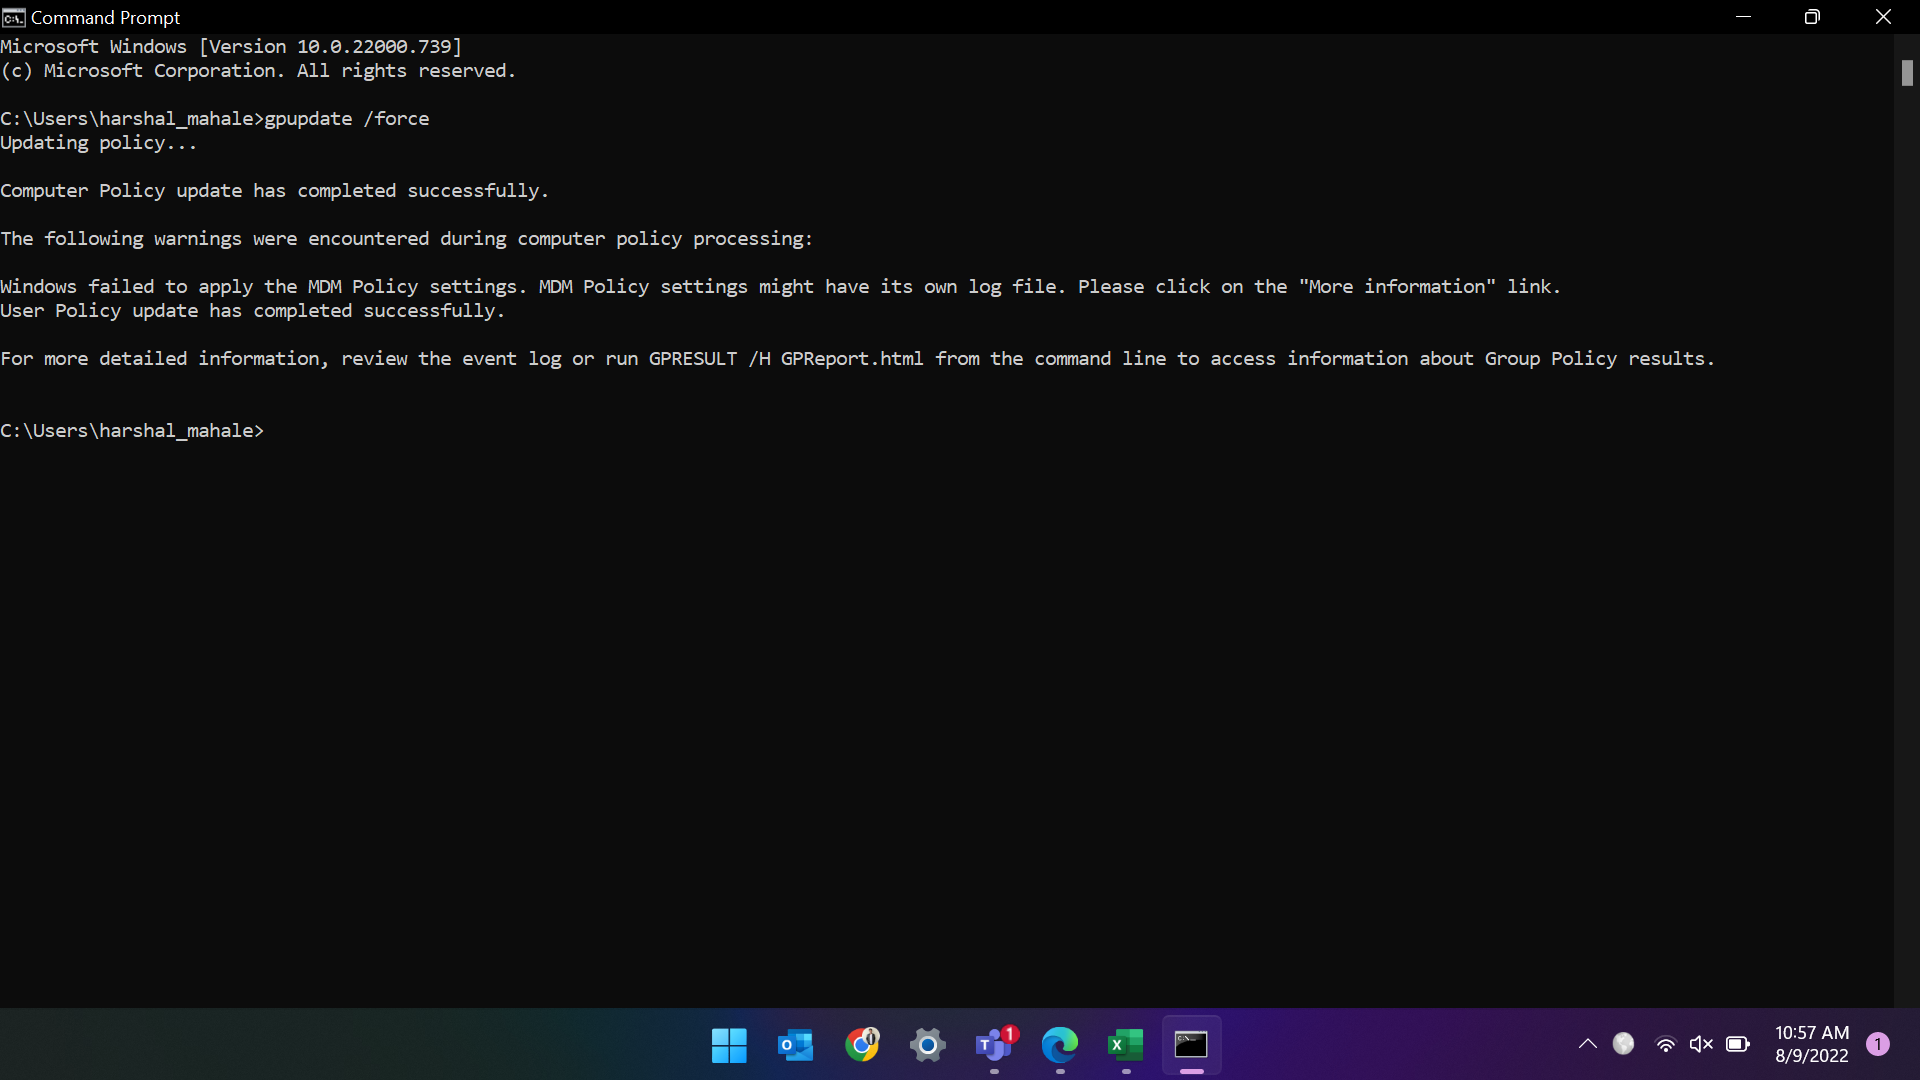 Command Prompt
Microsoft Windows [Version 10.0.22000.739]
(c) Microsoft Corporation. All rights reserved.
C:\Users\harshal_mahale>gpupdate /force
Updating policy...
Computer Policy update has completed successfully.
The following warnings were encountered during computer policy processing:
Windows failed to apply the MDM Policy settings. MDM Policy settings might have its own log file. Please click on the "More information" link.
User Policy update has completed successfully.
For more detailed information, review the event log or run GPRESULT /H GPReport.html from the command line to access information about Group Policy results.
C:\Users\harshal_mahale>
1
10:57 AM
8/9/2022
1